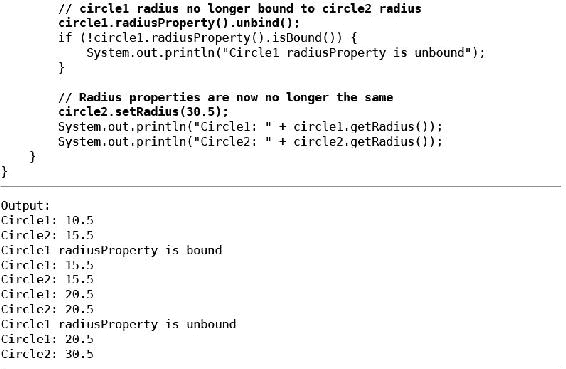 // circle1 radius no longer bound to circle2 radius
circle1.radiusProperty().unbind();
if (!circle1.radiusProperty().isBound()) {
System.out.println("Circle1 radiusProperty is unbound");
}
// Radius properties are now no longer the same
circle2.setRadius(30.5);
System.out.println("Circle1: " + circle1.getRadius());
System.out.println("Circle2: " + circle2.getRadius());
}
}
Output:
Circle1: 10.5
Circle2: 15.5
Circle1 radiusProperty is bound
Circle1: 15.5
Circle2: 15.5
Circle1: 20.5
Circle2: 20.5
Circle1 radiusProperty is unbound
Circle1: 20.5
Circle2: 30.5